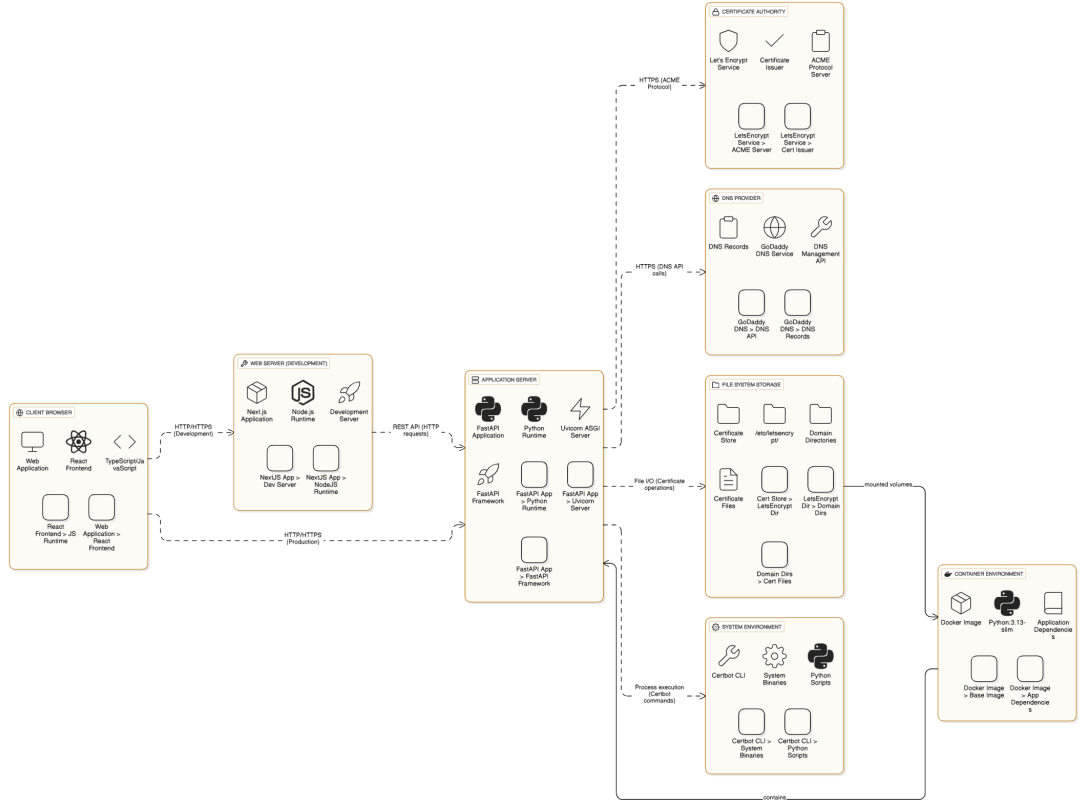 CERTIFICATE AUTHORITY
Let's Encrypt
Service
Certificate
Issuer
ACME
Protocol
Server
LetsEncrypt
Service >
ACME Server
LetsEncrypt
Service >
Cert Issuer
HTTPS (ACME
Protocol)
DNS PROVIDER
DNS Records
GoDaddy
DNS Service
DNS
Management
API
GoDaddy
DNS > DNS
API
GoDaddy
DNS > DNS
Records
HTTPS (DNS API
calls)
WEB SERVER (DEVELOPMENT)
Next.js
Application
Node.js
Runtime
Development
Server
NextJS App >
Dev Server
NextJS App >
NodeJS
Runtime
CLIENT BROWSER
Web
Application
React
Frontend
TypeScript/Ja
vaScript
React
Frontend > JS
Runtime
Web
Application >
React
Frontend
HTTP/HTTPS
(Development)
REST API (HTTP
requests)
HTTP/HTTPS
(Production)
APPLICATION SERVER
FastAPI
Application
Python
Runtime
Uvicorn ASGI
Server
FastAPI
Framework
FastAPI App
> Python
Runtime
FastAPI App
> Uvicorn
Server
FastAPI App
> FastAPI
Framework
File I/O (Certificate
operations)
FILE SYSTEM STORAGE
Certificate
Store
/etc/letsencry
pt/
Domain
Directories
Certificate
Files
Cert Store >
LetsEncrypt
Dir
LetsEncrypt
Dir > Domain
Dirs
Domain Dirs
> Cert Files
mounted volumes
Process execution
(Certbot
commands)
SYSTEM ENVIRONMENT
Certbot CLI
System
Binaries
Python
Scripts
Certbot CLI >
System
Binaries
Certbot CLI >
Python
Scripts
CONTAINER ENVIRONMENT
Docker Image
Python:3.13-
slim
Application
Dependencie
s
Docker Image
> Base Image
Docker Image
> App
Dependencie
s
contains